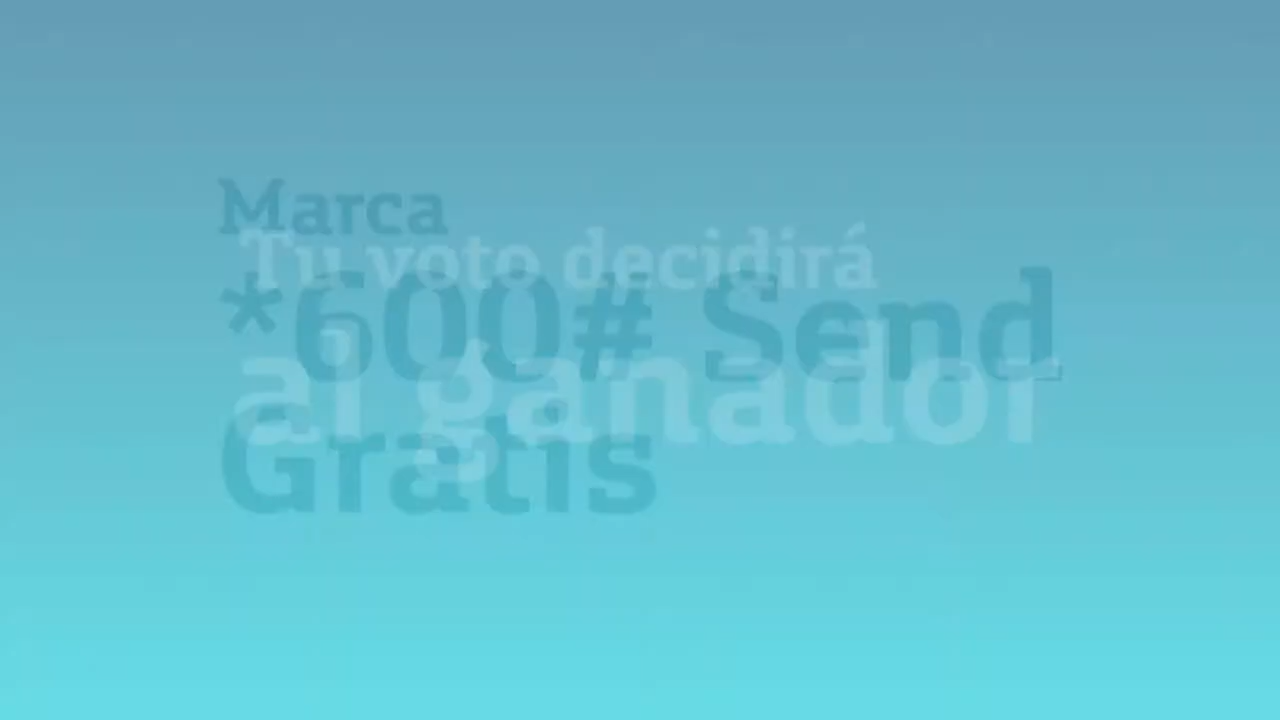 Marca
Tu voto decidirá
*600# Send
al ganador
Gratis